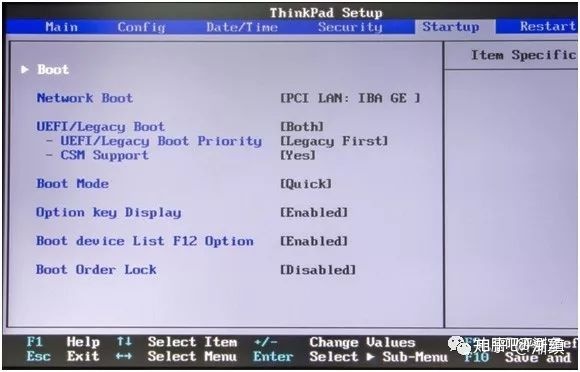 ThinkPad Setup
Main Config Date/Time Security Startup Restart
Item Specific
► Boot
Network Boot [PCI LAN: IBA GE ]
UEFI/Legacy Boot [Both]
- UEFI/Legacy Boot Priority [Legacy First]
- CSM Support [Yes]
Boot Mode [Quick]
Option key Display [Enabled]
Boot device List F12 Option [Enabled]
Boot Order Lock [Disabled]
F1 Help ↑↓ Select Item +/- Change Values
Esc Exit ↔ Select Menu Enter Select ► Sub-Menu F10 Save and